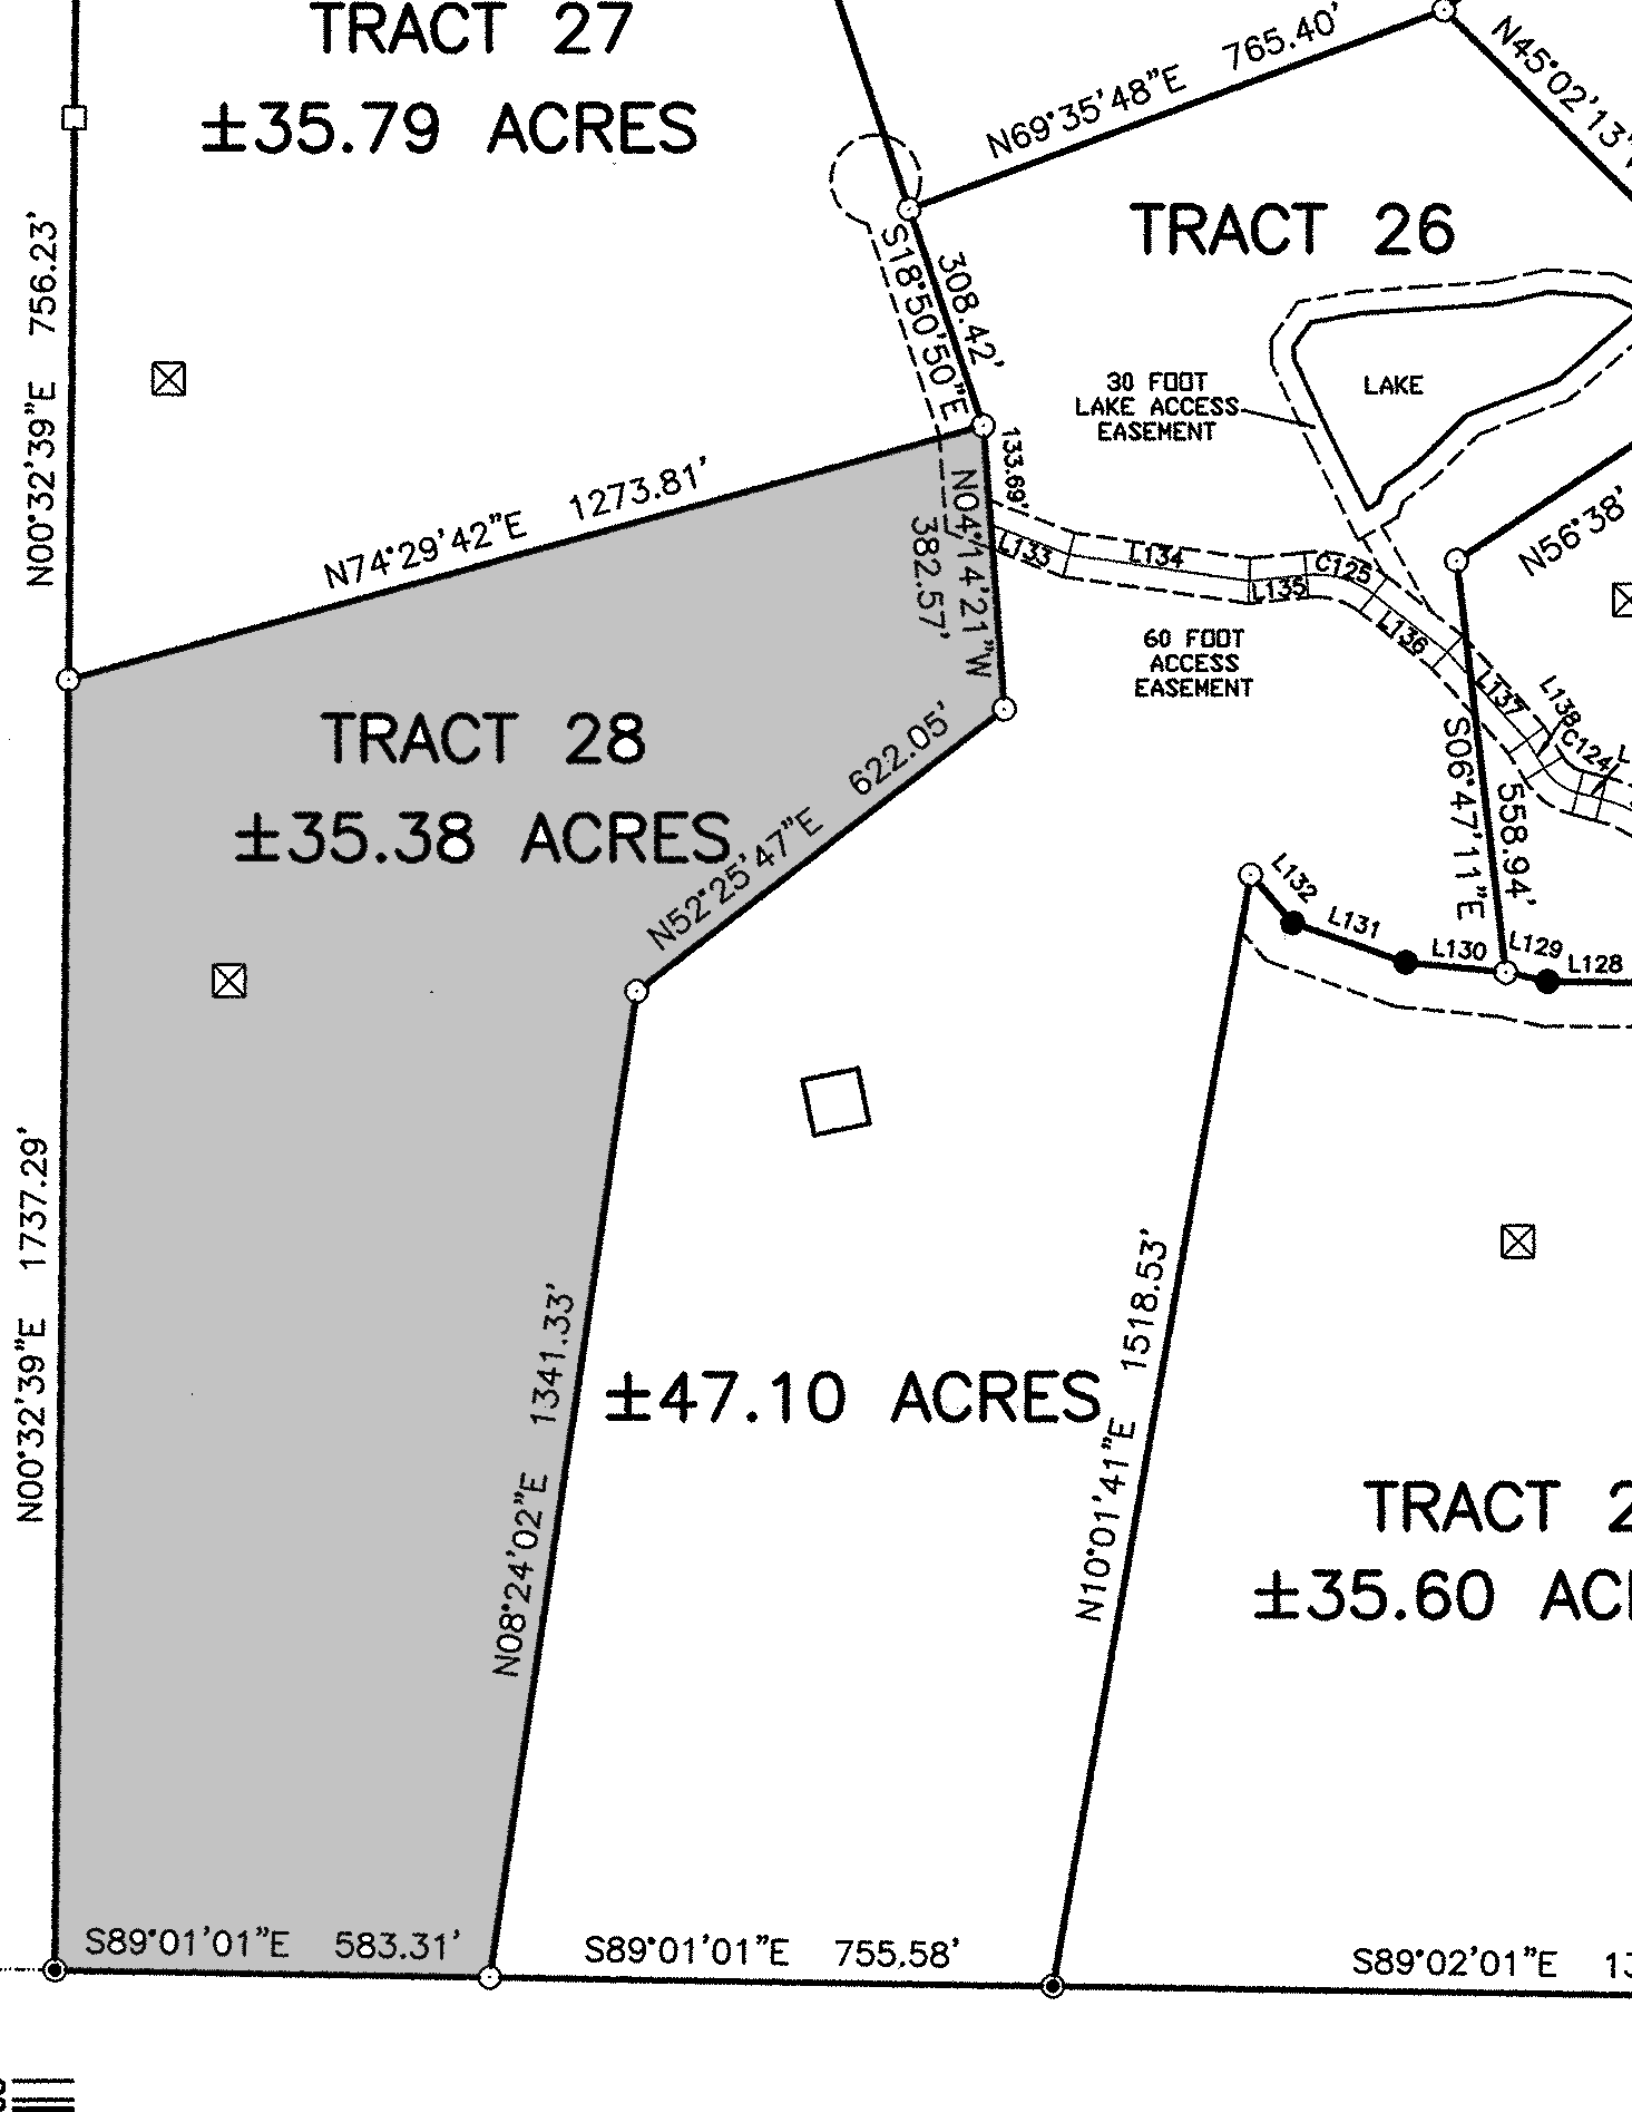 TRACT 27
±35.79 ACRES
N00°32'39"E 756.23'
N69°35'48"E 765.40'
N45°02'13"
TRACT 26
S18°50'50"E
308.42'
30 FOOT
LAKE ACCESS
EASEMENT
LAKE
N74°29'42"E 1273.81'
133.69'
N04°14'21"W
382.57'
L133
L134
L135
C125
L136
L137
L138
C124
N56°38'
60 FOOT
ACCESS
EASEMENT
TRACT 28
±35.38 ACRES
N52°25'47"E 622.05'
S06°47'11"E
558.94'
L132
L131
L130
L129
L128
N00°32'39"E 1737.29'
N08°24'02"E 1341.33'
±47.10 ACRES
N10°01'41"E 1518.53'
TRACT 2
±35.60 AC
S89°01'01"E 583.31'
S89°01'01"E 755.58'
S89°02'01"E 13